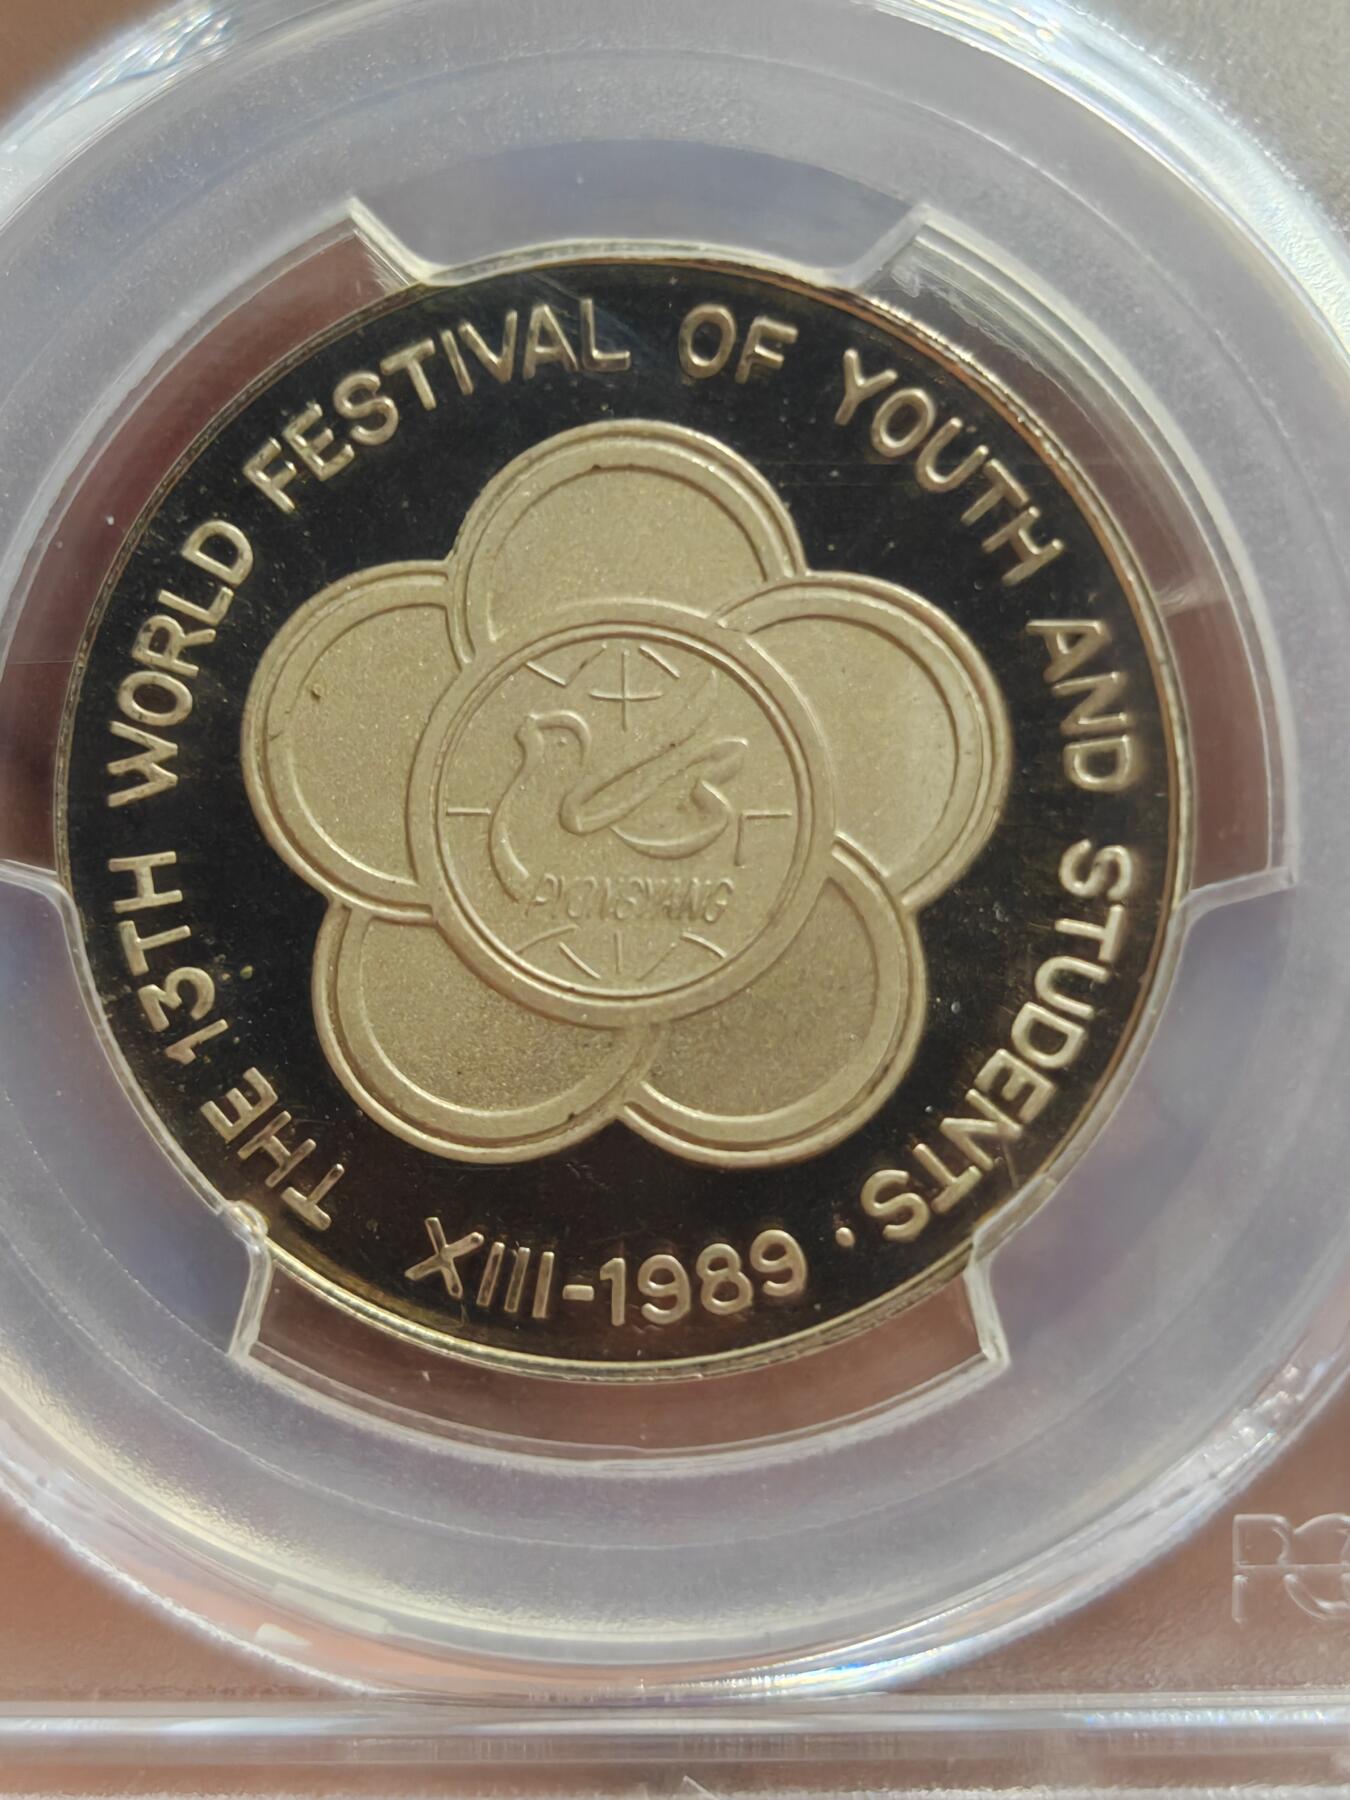 THE 13TH WORLD FESTIVAL OF YOUTH AND STUDENTS ·
XIII-1989
PYONGYANG